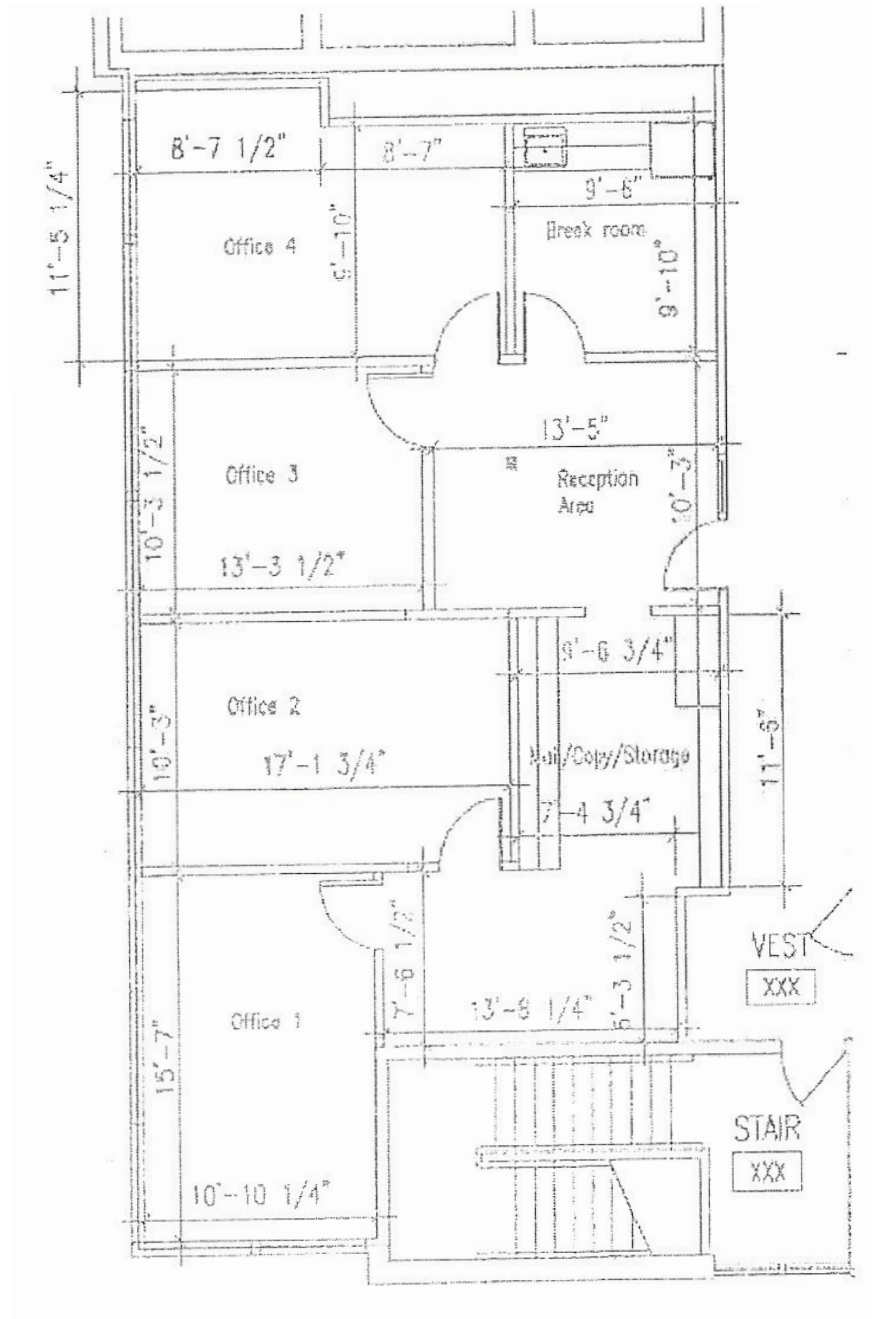 8'-7 1/2"
8'-7"
9'-6"
11'-5 1/4"
Office 4
9'-10"
Break room
9'-10"
13'-5"
10'-3 1/2"
Office 3
Reception
Area
10'-3"
13'-3 1/2"
9'-6 3/4"
Office 2
10'-3"
17'-1 3/4"
Mail/Copy/Storage
11'-6"
7'-4 3/4"
7'-6 1/2"
VEST
XXX
Office 1
13'-8 1/4"
15'-7"
STAIR
XXX
10'-10 1/4"